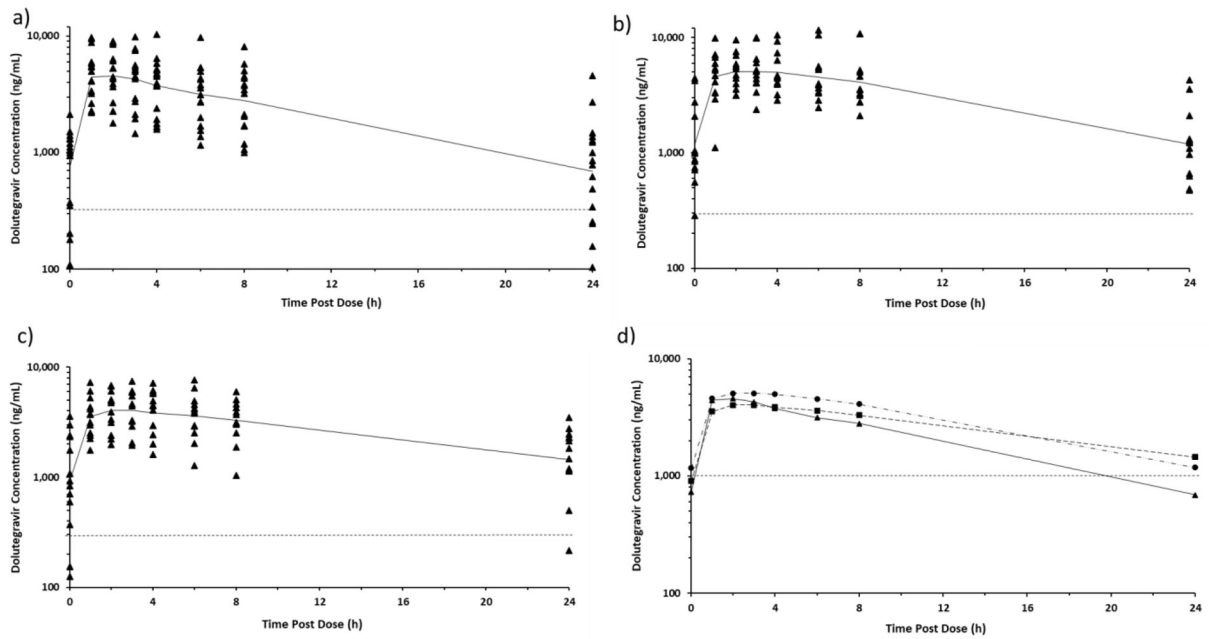 a)
10,000
1,000
100
Dolutegravir Concentration (ng/mL)
0 4 8 12 16 20 24
Time Post Dose (h)
b)
10,000
1,000
100
Dolutegravir Concentration (ng/mL)
0 4 8 12 16 20 24
Time Post Dose (h)
c)
10,000
1,000
100
Dolutegravir Concentration (ng/mL)
0 4 8 12 16 20 24
Time Post Dose (h)
d)
10,000
1,000
100
Dolutegravir Concentration (ng/mL)
0 4 8 12 16 20 24
Time Post Dose (h)